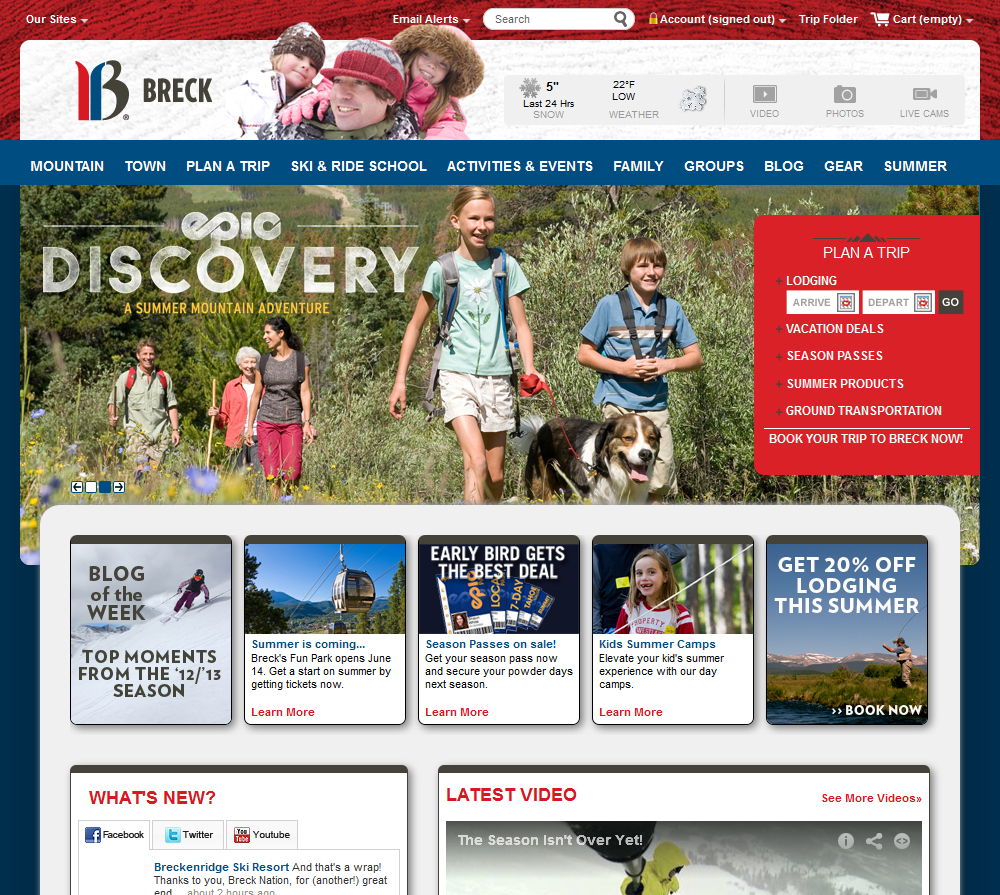 Our Sites
Email Alerts
Search
Account (signed out)
Trip Folder
Cart (empty)
BRECK
5"
Last 24 Hrs
SNOW
22°F
LOW
WEATHER
VIDEO
PHOTOS
LIVE CAMS
MOUNTAIN TOWN PLAN A TRIP SKI & RIDE SCHOOL ACTIVITIES & EVENTS FAMILY GROUPS BLOG GEAR SUMMER
epic
DISCOVERY
A SUMMER MOUNTAIN ADVENTURE
PLAN A TRIP
+ LODGING
ARRIVE DEPART GO
+ VACATION DEALS
+ SEASON PASSES
+ SUMMER PRODUCTS
+ GROUND TRANSPORTATION
BOOK YOUR TRIP TO BRECK NOW!
BLOG
of the
WEEK
TOP MOMENTS
FROM THE '12/'13
SEASON
Summer is coming...
Breck's Fun Park opens June
14. Get a start on summer by
getting tickets now.
Learn More
EARLY BIRD GETS
THE BEST DEAL
epic
LOCAL
7-DAY
TAHOE
SUMMIT
Season Passes on sale!
Get your season pass now
and secure your powder days
next season.
Learn More
PROPERTY
Kids Summer Camps
Elevate your kid's summer
experience with our day
camps.
Learn More
GET 20% OFF
LODGING
THIS SUMMER
>> BOOK NOW
WHAT'S NEW?
Facebook
Twitter
You Tube
Youtube
Breckenridge Ski Resort And that's a wrap!
Thanks to you, Breck Nation, for (another!) great
end... about 2 hours ago
LATEST VIDEO
See More Videos»
The Season Isn't Over Yet!